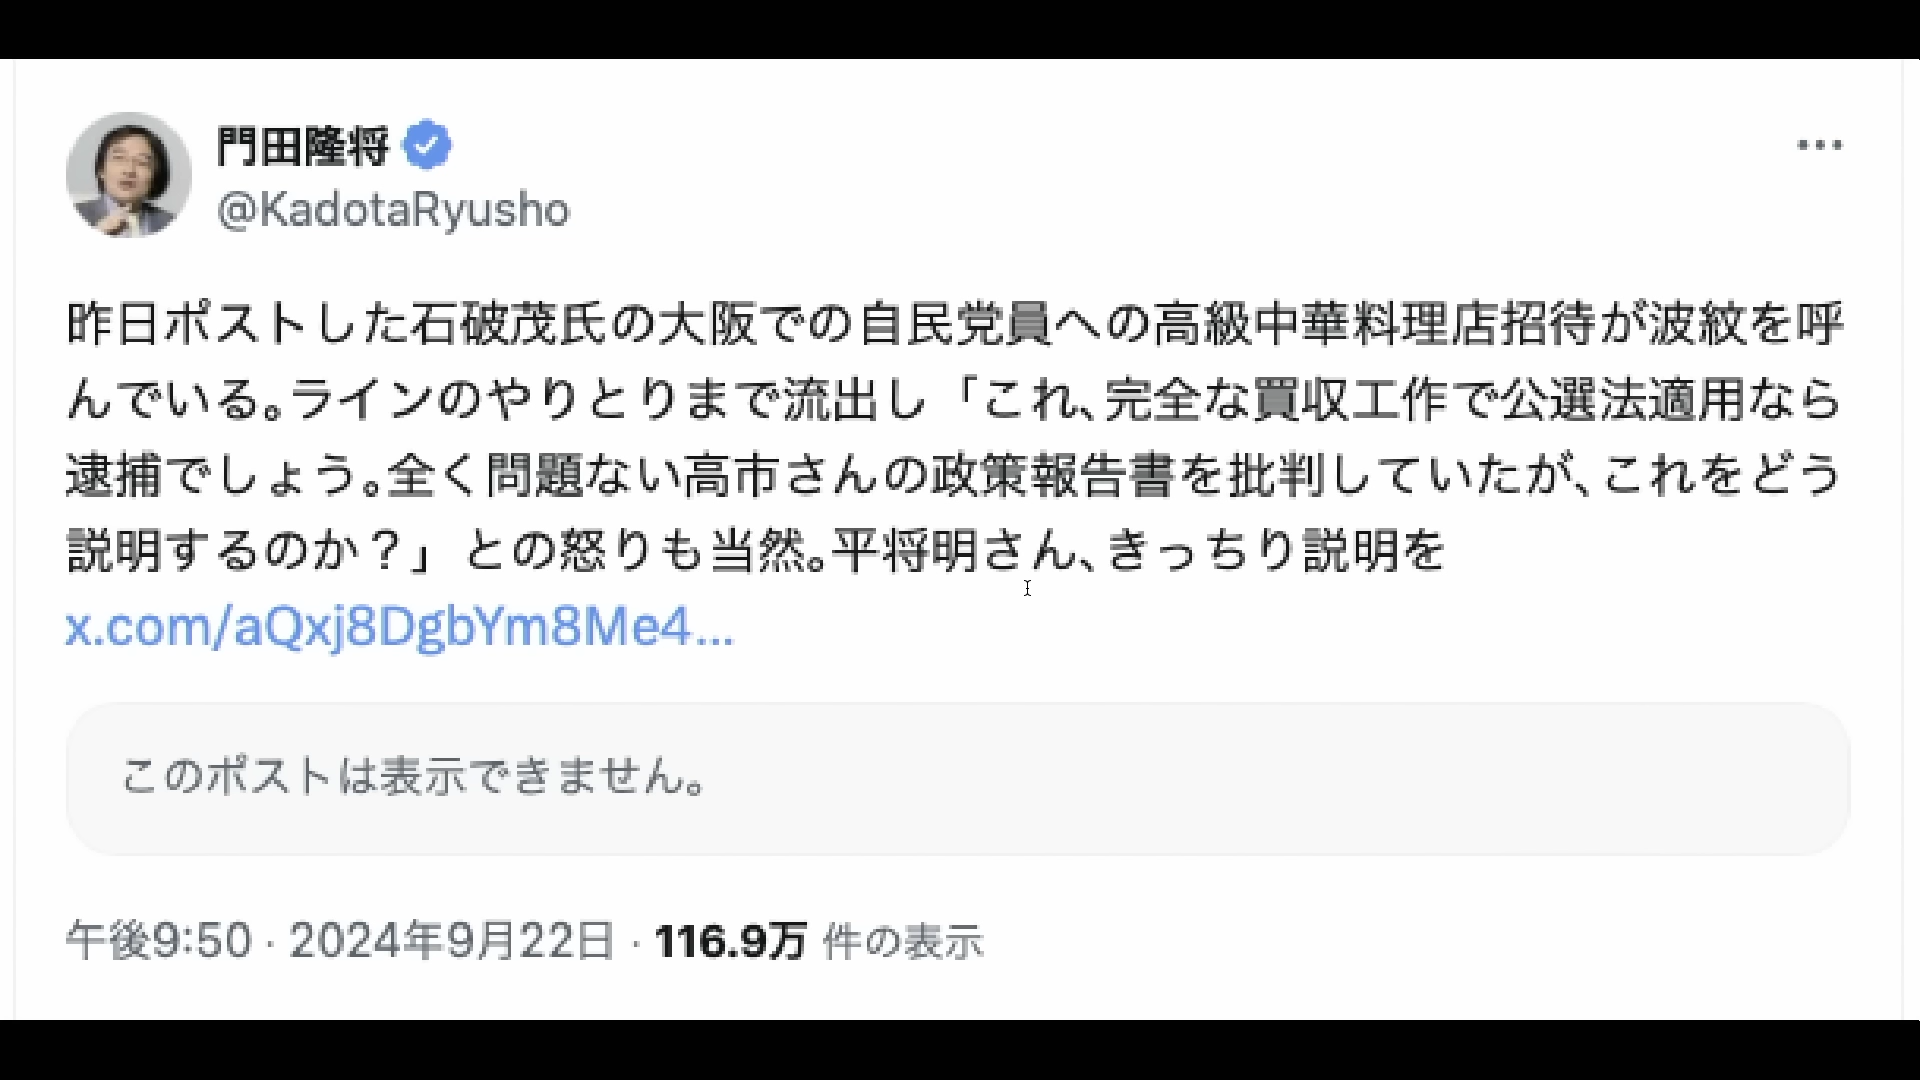 門田隆将
@KadotaRyusho
昨日ポストした石破茂氏の大阪での自民党員への高級中華料理店招待が波紋を呼
んでいる。ラインのやりとりまで流出し「これ、完全な買収工作で公選法適用なら
逮捕でしょう。全く問題ない高市さんの政策報告書を批判していたが、これをどう
説明するのか？」との怒りも当然。平将明さん、きっちり説明を
x.com/aQxj8DgbYm8Me4…
このポストは表示できません。
午後9:50 · 2024年9月22日 · 116.9万 件の表示